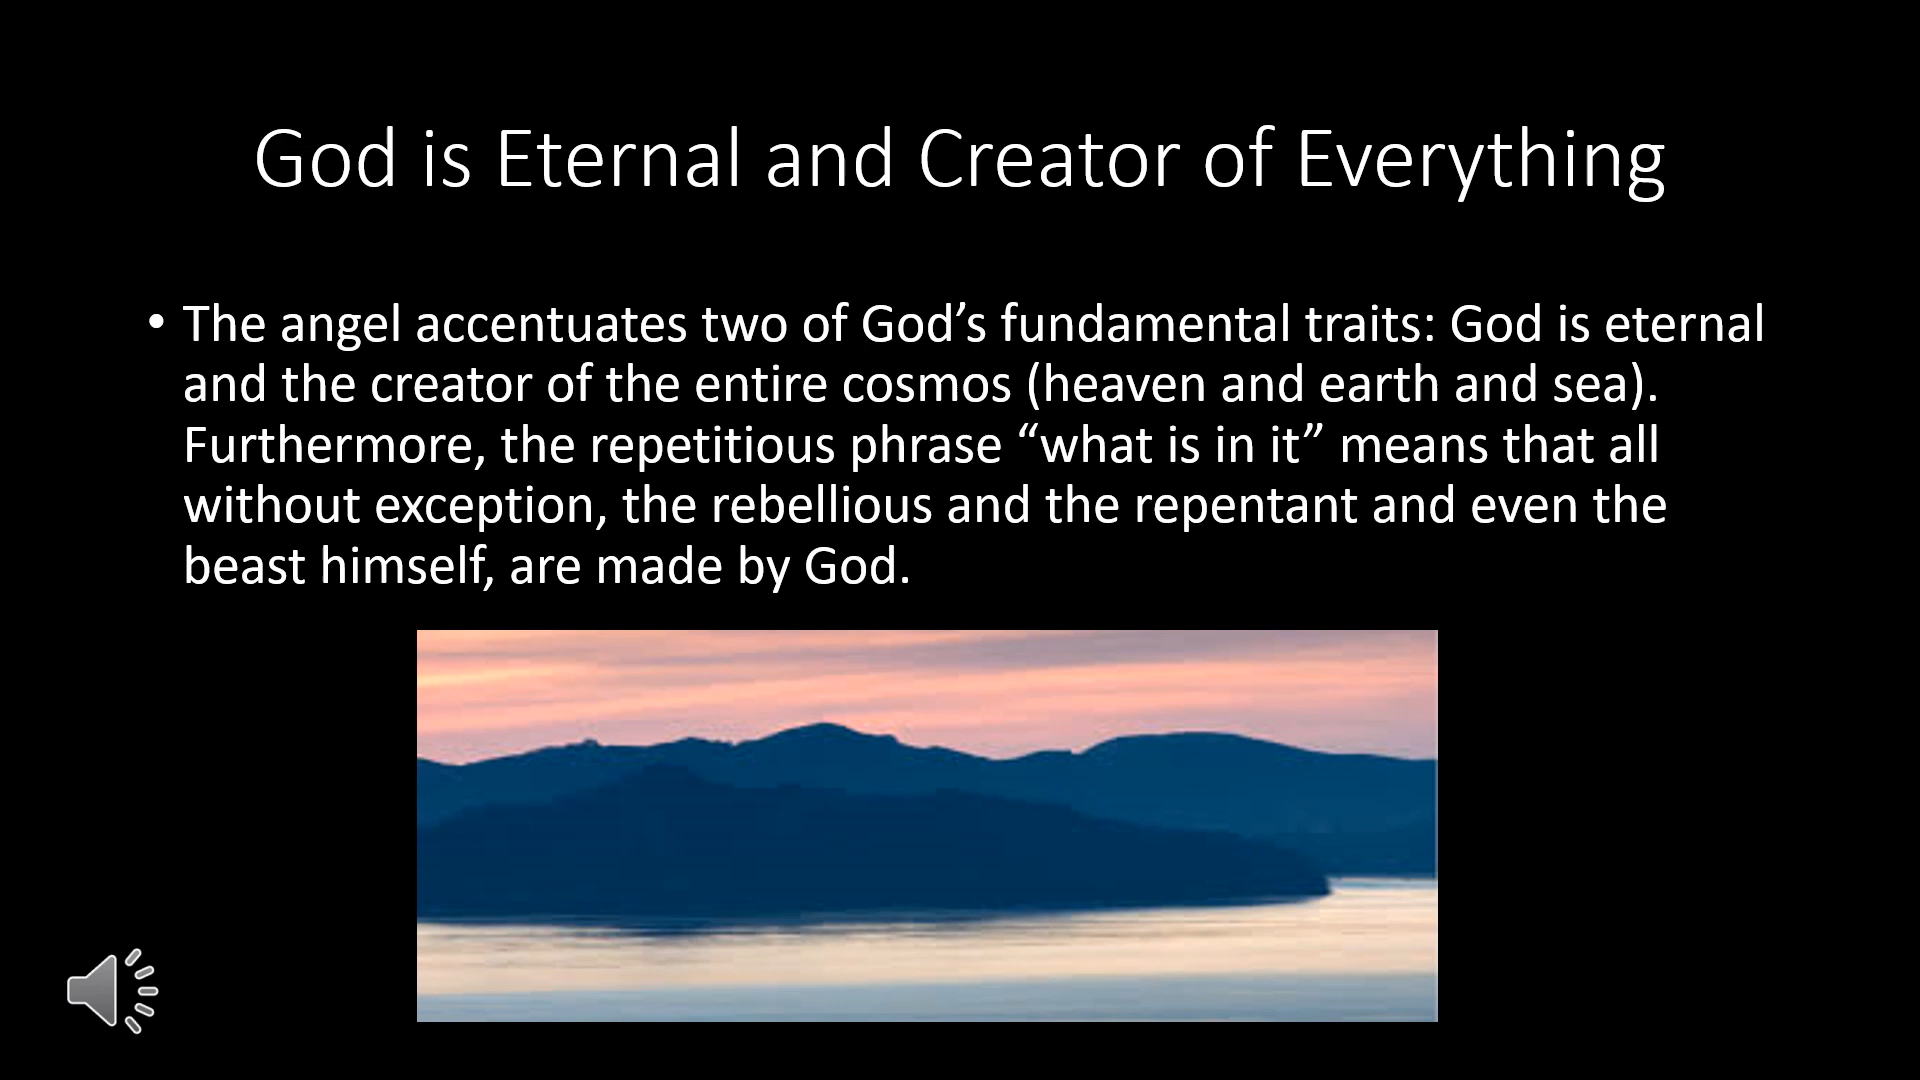 God is Eternal and Creator of Everything
• The angel accentuates two of God’s fundamental traits: God is eternal
and the creator of the entire cosmos (heaven and earth and sea).
Furthermore, the repetitious phrase “what is in it” means that all
without exception, the rebellious and the repentant and even the
beast himself, are made by God.